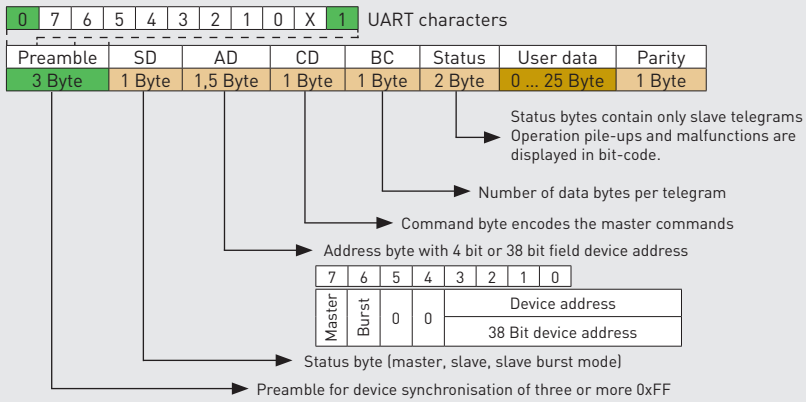 0 7 6 5 4 3 2 1 0 X 1 UART characters
Preamble SD AD CD BC Status User data Parity
3 Byte 1 Byte 1,5 Byte 1 Byte 1 Byte 2 Byte 0 ... 25 Byte 1 Byte
Status bytes contain only slave telegrams
Operation pile-ups and malfunctions are
displayed in bit-code.
Number of data bytes per telegram
Command byte encodes the master commands
Address byte with 4 bit or 38 bit field device address
7 6 5 4 3 2 1 0
Master Burst 0 0 Device address
38 Bit device address
Status byte (master, slave, slave burst mode)
Preamble for device synchronisation of three or more 0xFF